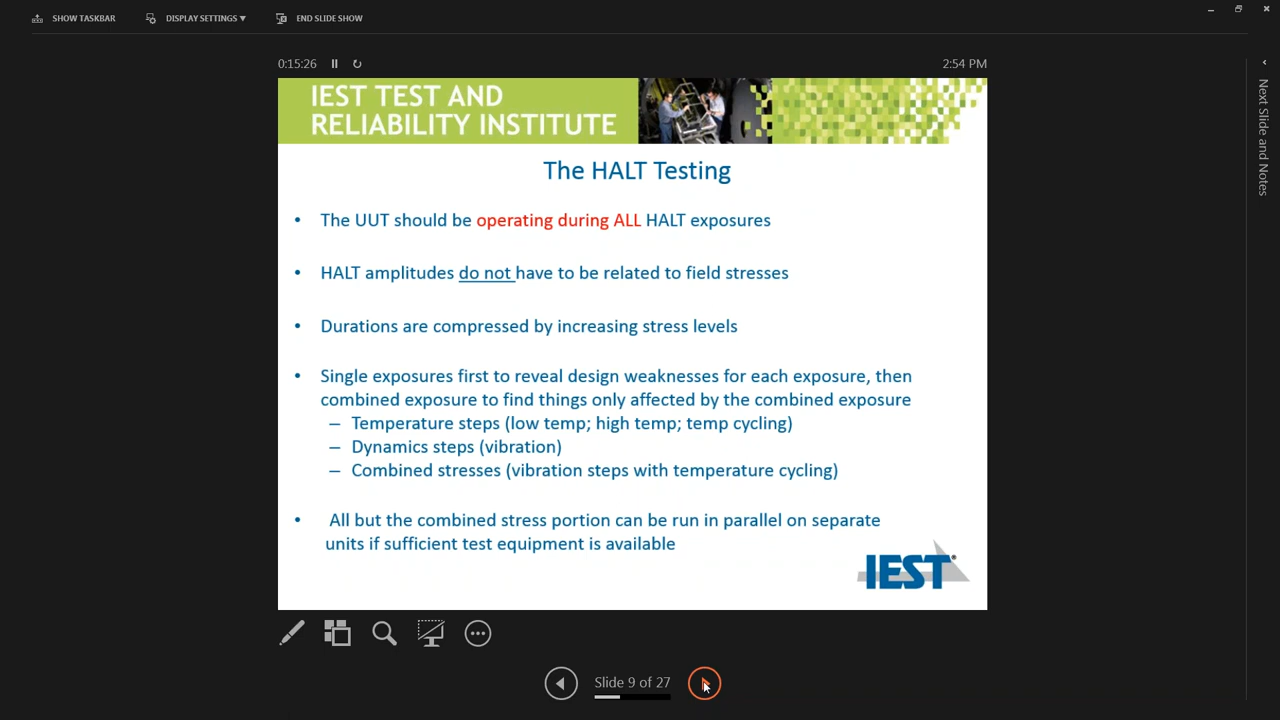 SHOW TASKBAR DISPLAY SETTINGS ▾ END SLIDE SHOW
0:15:26 2:54 PM
IEST TEST AND
RELIABILITY INSTITUTE
Next Slide and Notes
The HALT Testing
• The UUT should be operating during ALL HALT exposures
• HALT amplitudes do not have to be related to field stresses
• Durations are compressed by increasing stress levels
• Single exposures first to reveal design weaknesses for each exposure, then
combined exposure to find things only affected by the combined exposure
– Temperature steps (low temp; high temp; temp cycling)
– Dynamics steps (vibration)
– Combined stresses (vibration steps with temperature cycling)
• All but the combined stress portion can be run in parallel on separate
units if sufficient test equipment is available
IEST®
Slide 9 of 27